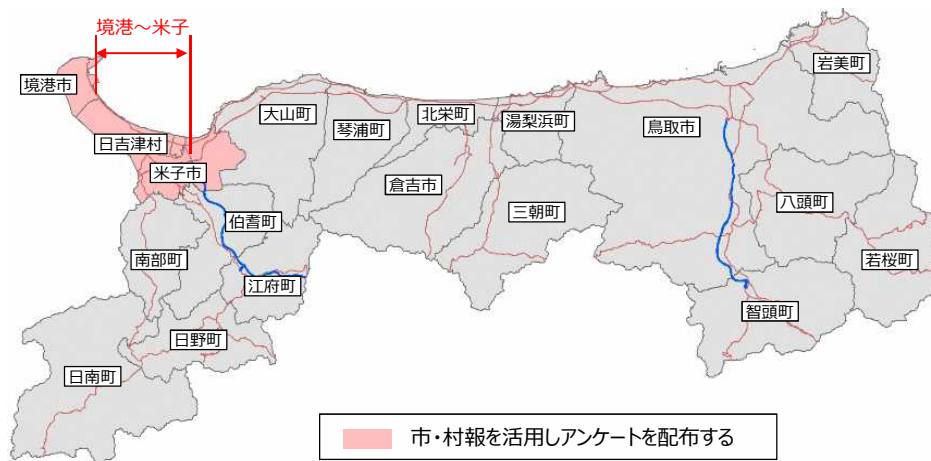 境港～米子
境港市
岩美町
大山町
北栄町
湯梨浜町
鳥取市
琴浦町
日吉津村
米子市
倉吉市
三朝町
八頭町
伯耆町
南部町
若桜町
江府町
智頭町
日野町
日南町
市・村報を活用しアンケートを配布する